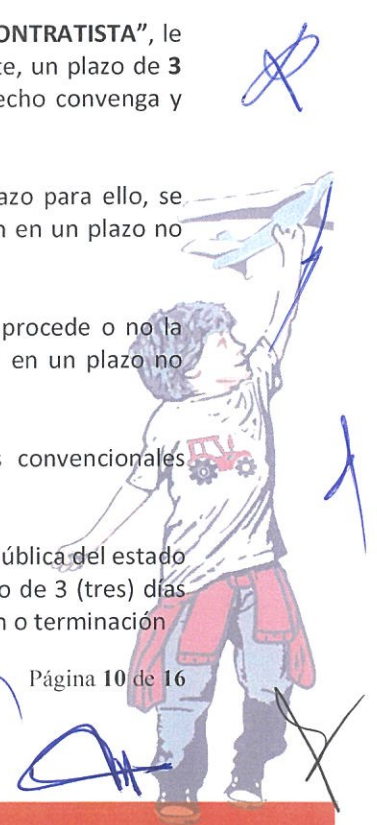 ONTRATISTA”, le
te, un plazo de 3
echo convenga y
azo para ello, se
n en un plazo no
procede o no la
en un plazo no
s convencionales
ública del estado
o de 3 (tres) días
n o terminación
Página 10 de 16